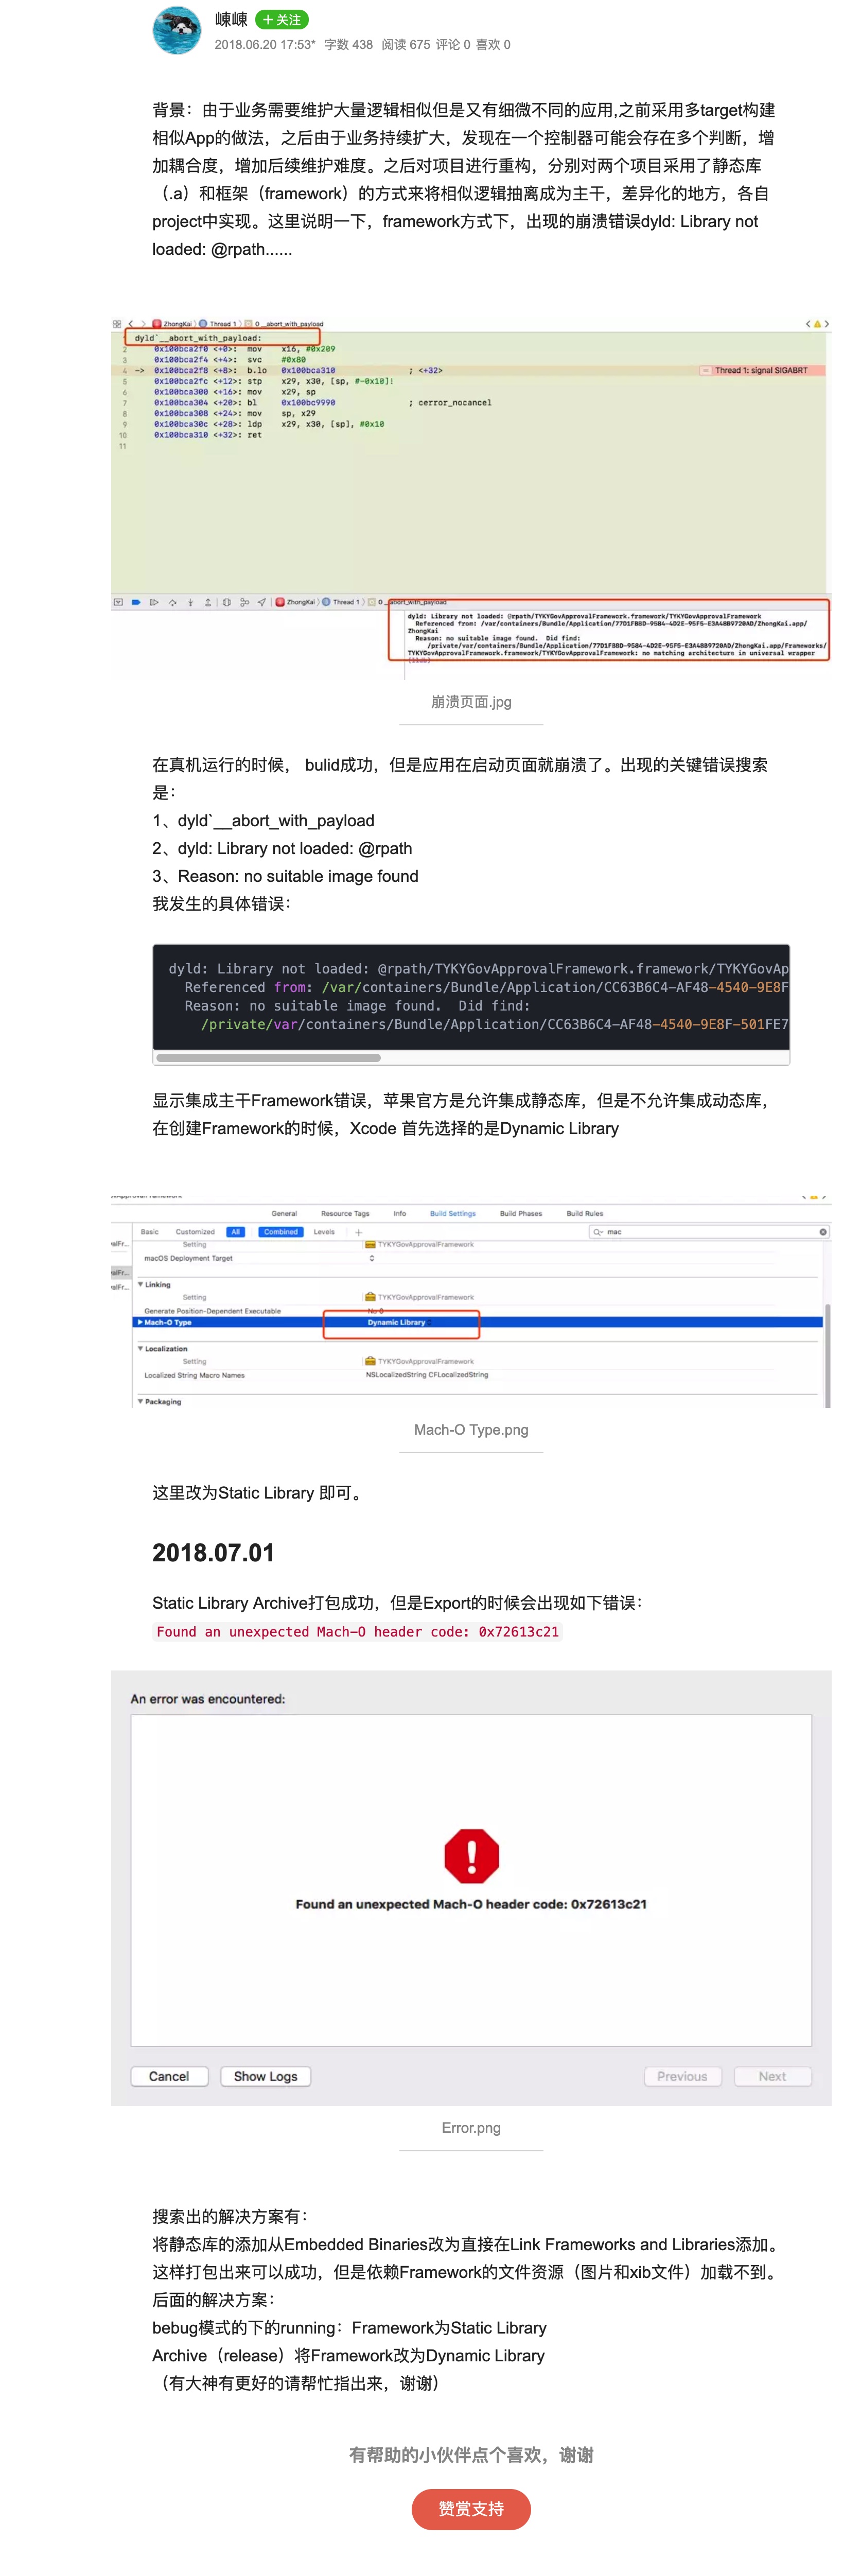 崠崠
＋关注
2018.06.20 17:53* 字数 438 阅读 675 评论 0 喜欢 0
背景：由于业务需要维护大量逻辑相似但是又有细微不同的应用,之前采用多target构建
相似App的做法，之后由于业务持续扩大，发现在一个控制器可能会存在多个判断，增
加耦合度，增加后续维护难度。之后对项目进行重构，分别对两个项目采用了静态库
（.a）和框架（framework）的方式来将相似逻辑抽离成为主干，差异化的地方，各自
project中实现。这里说明一下，framework方式下，出现的崩溃错误dyld: Library not
loaded: @rpath......
ZhongKai 〉 Thread 1 〉 0 __abort_with_payload
dyld`__abort_with_payload:
2 0x100bca2f0 <+0>: mov x16, #0x209
3 0x100bca2f4 <+4>: svc #0x80
4 -> 0x100bca2f8 <+8>: b.lo 0x100bca310 ; <+32>
Thread 1: signal SIGABRT
5 0x100bca2fc <+12>: stp x29, x30, [sp, #-0x10]!
6 0x100bca300 <+16>: mov x29, sp
7 0x100bca304 <+20>: bl 0x100bc9990 ; cerror_nocancel
8 0x100bca308 <+24>: mov sp, x29
9 0x100bca30c <+28>: ldp x29, x30, [sp], #0x10
10 0x100bca310 <+32>: ret
11
ZhongKai 〉 Thread 1 〉 0 __abort_with_payload
dyld: Library not loaded: @rpath/TYKYGovApprovalFramework.framework/TYKYGovApprovalFramework
Referenced from: /var/containers/Bundle/Application/77D1F8BD-9584-4D2E-95F5-E3A4889720AD/ZhongKai.app/
ZhongKai
Reason: no suitable image found. Did find:
/private/var/containers/Bundle/Application/77D1F8BD-9584-4D2E-95F5-E3A4889720AD/ZhongKai.app/Frameworks/
TYKYGovApprovalFramework.framework/TYKYGovApprovalFramework: no matching architecture in universal wrapper
(lldb)
崩溃页面.jpg
在真机运行的时候， bulid成功，但是应用在启动页面就崩溃了。出现的关键错误搜索
是：
1、dyld`__abort_with_payload
2、dyld: Library not loaded: @rpath
3、Reason: no suitable image found
我发生的具体错误：
dyld: Library not loaded: @rpath/TYKYGovApprovalFramework.framework/TYKYGovAp
Referenced from: /var/containers/Bundle/Application/CC63B6C4-AF48-4540-9E8F
Reason: no suitable image found. Did find:
/private/var/containers/Bundle/Application/CC63B6C4-AF48-4540-9E8F-501FE7
显示集成主干Framework错误，苹果官方是允许集成静态库，但是不允许集成动态库，
在创建Framework的时候，Xcode 首先选择的是Dynamic Library
General Resource Tags Info Build Settings Build Phases Build Rules
Basic Customized All Combined Levels + mac
Setting TYKYGovApprovalFramework
macOS Deployment Target
Linking
Setting TYKYGovApprovalFramework
Generate Position-Dependent Executable No
Mach-O Type Dynamic Library
Localization
Setting TYKYGovApprovalFramework
Localized String Macro Names NSLocalizedString CFLocalizedString
Packaging
Mach-O Type.png
这里改为Static Library 即可。
2018.07.01
Static Library Archive打包成功，但是Export的时候会出现如下错误：
Found an unexpected Mach-O header code: 0x72613c21
An error was encountered:
Found an unexpected Mach-O header code: 0x72613c21
Cancel Show Logs Previous Next
Error.png
搜索出的解决方案有：
将静态库的添加从Embedded Binaries改为直接在Link Frameworks and Libraries添加。
这样打包出来可以成功，但是依赖Framework的文件资源（图片和xib文件）加载不到。
后面的解决方案：
bebug模式的下的running：Framework为Static Library
Archive（release）将Framework改为Dynamic Library
（有大神有更好的请帮忙指出来，谢谢）
有帮助的小伙伴点个喜欢，谢谢
赞赏支持